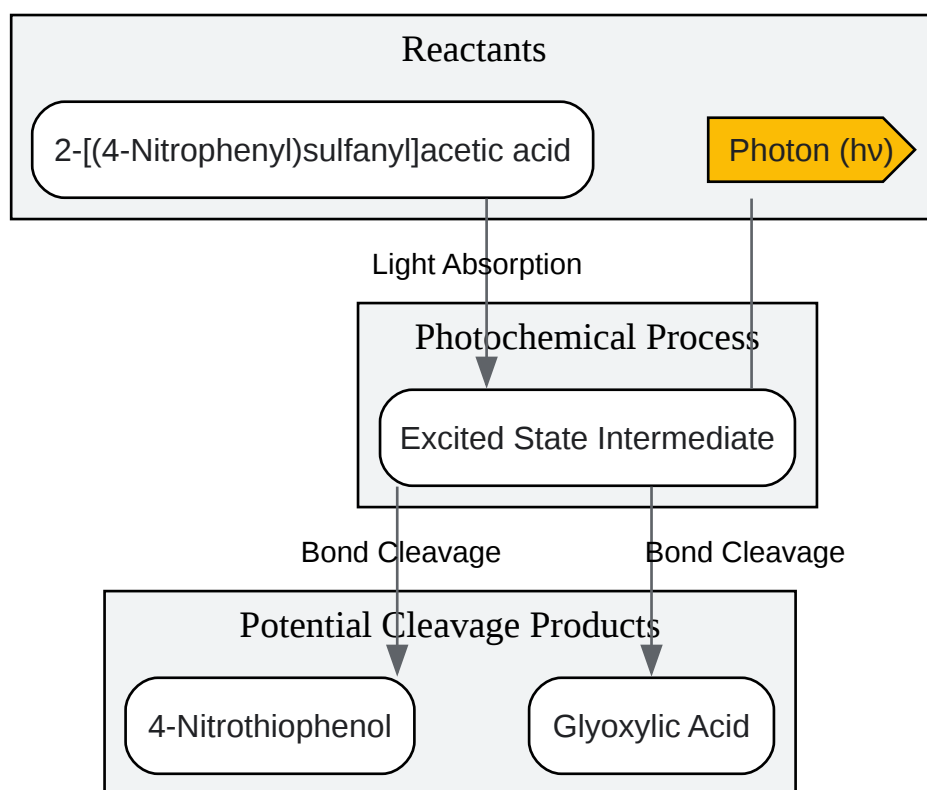 Reactants
2-[(4-Nitrophenyl)sulfanyl]acetic acid
Photon (hν)
Light Absorption
Photochemical Process
Excited State Intermediate
Bond Cleavage
Bond Cleavage
Potential Cleavage Products
4-Nitrothiophenol
Glyoxylic Acid